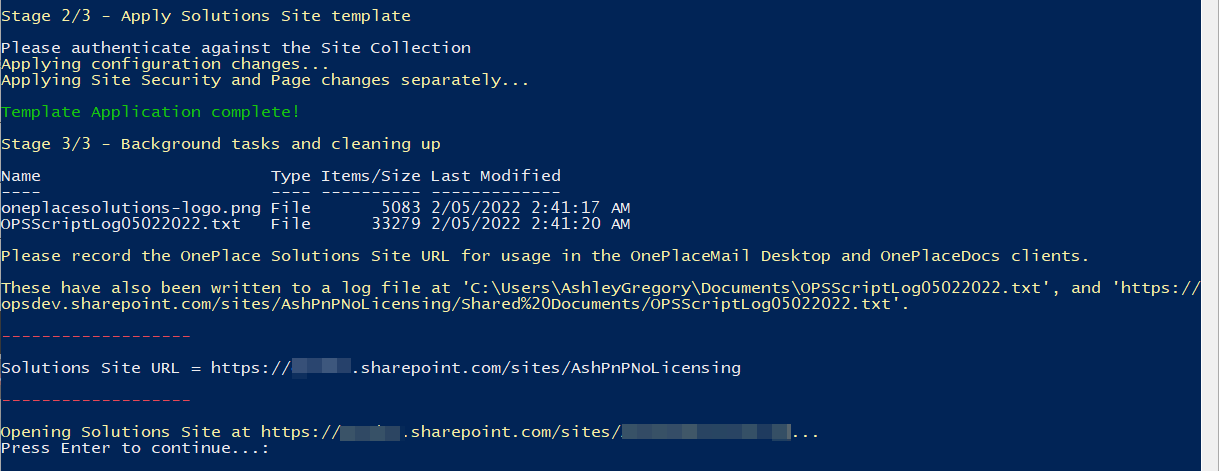 Stage 2/3 - Apply Solutions Site template
Please authenticate against the Site Collection
Applying configuration changes...
Applying Site Security and Page changes separately...
Template Application complete!
Stage 3/3 - Background tasks and cleaning up
Name Type Items/Size Last Modified
---- ---- ---------- -------------
oneplacesolutions-logo.png File 5083 2/05/2022 2:41:17 AM
OPSScriptLog05022022.txt File 33279 2/05/2022 2:41:20 AM
Please record the OnePlace Solutions Site URL for usage in the OnePlaceMail Desktop and OnePlaceDocs clients.
These have also been written to a log file at 'C:\Users\AshleyGregory\Documents\OPSScriptLog05022022.txt', and 'https://
opsdev.sharepoint.com/sites/AshPnPNoLicensing/Shared%20Documents/OPSScriptLog05022022.txt'.
-------------------
Solutions Site URL = https:// .sharepoint.com/sites/AshPnPNoLicensing
-------------------
Opening Solutions Site at https:// .sharepoint.com/sites/ ...
Press Enter to continue...: